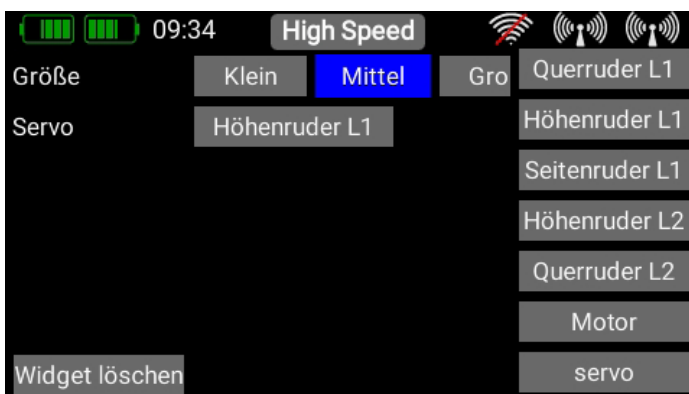 09:34 High Speed
Größe Klein Mittel Gro
Servo Höhenruder L1
Querruder L1
Höhenruder L1
Seitenruder L1
Höhenruder L2
Querruder L2
Motor
servo
Widget löschen